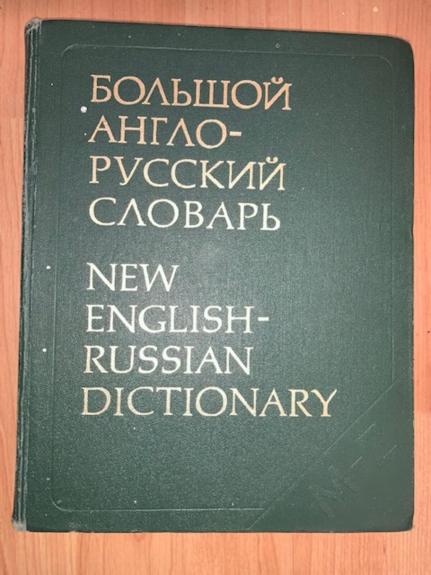 БОЛЬШОЙ
АНГЛО-
РУССКИЙ
СЛОВАРЬ
NEW
ENGLISH-
RUSSIAN
DICTIONARY